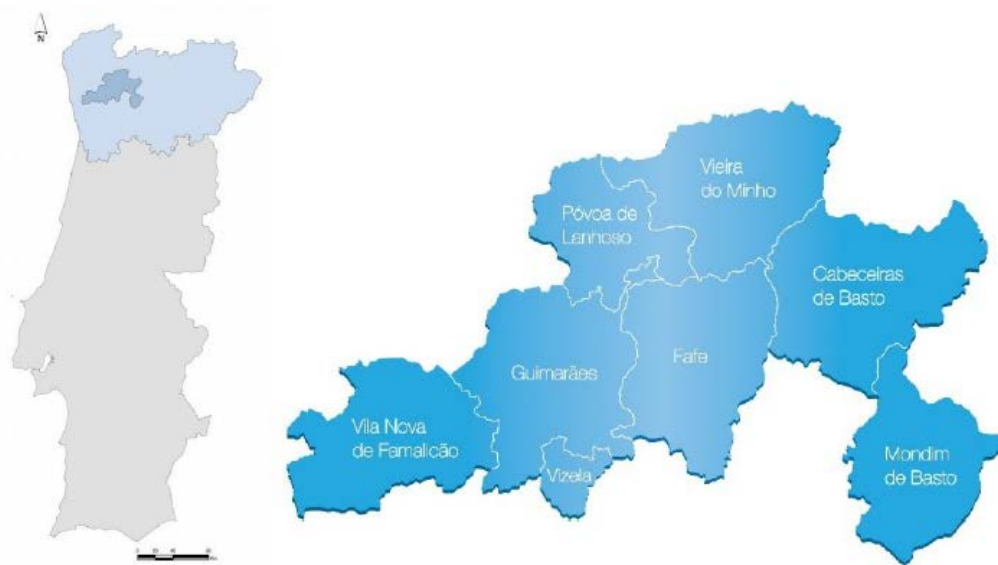 N
Vieira
do Minho
Póvoa de
Lanhoso
Cabeceiras
de Basto
Fafe
Guimarães
Vila Nova
de Famalicão
Vizela
Mondim
de Basto